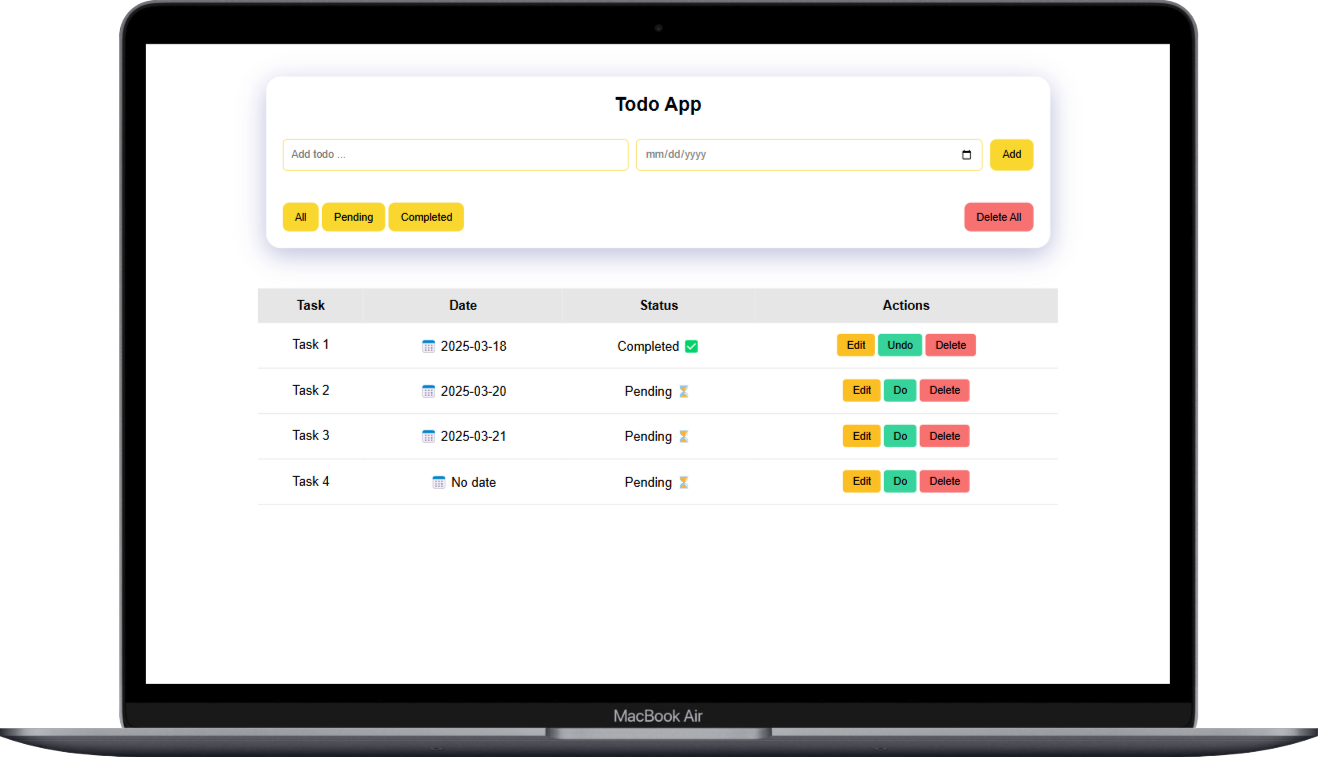 Todo App
Add todo ... mm/dd/yyyy Add
All Pending Completed Delete All
Task Date Status Actions
Task 1 2025-03-18 Completed Edit Undo Delete
Task 2 2025-03-20 Pending Edit Do Delete
Task 3 2025-03-21 Pending Edit Do Delete
Task 4 No date Pending Edit Do Delete
MacBook Air